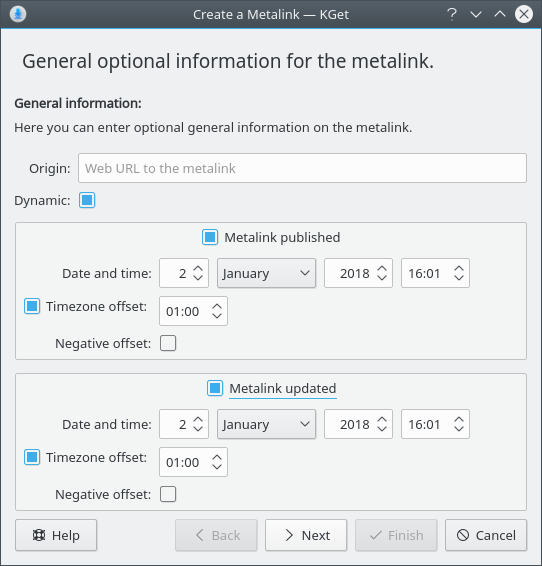 Create a Metalink — KGet
General optional information for the metalink.
General information:
Here you can enter optional general information on the metalink.
Origin: Web URL to the metalink
Dynamic:
Metalink published
Date and time: 2 January 2018 16:01
Timezone offset: 01:00
Negative offset:
Metalink updated
Date and time: 2 January 2018 16:01
Timezone offset: 01:00
Negative offset:
Help Back Next Finish Cancel